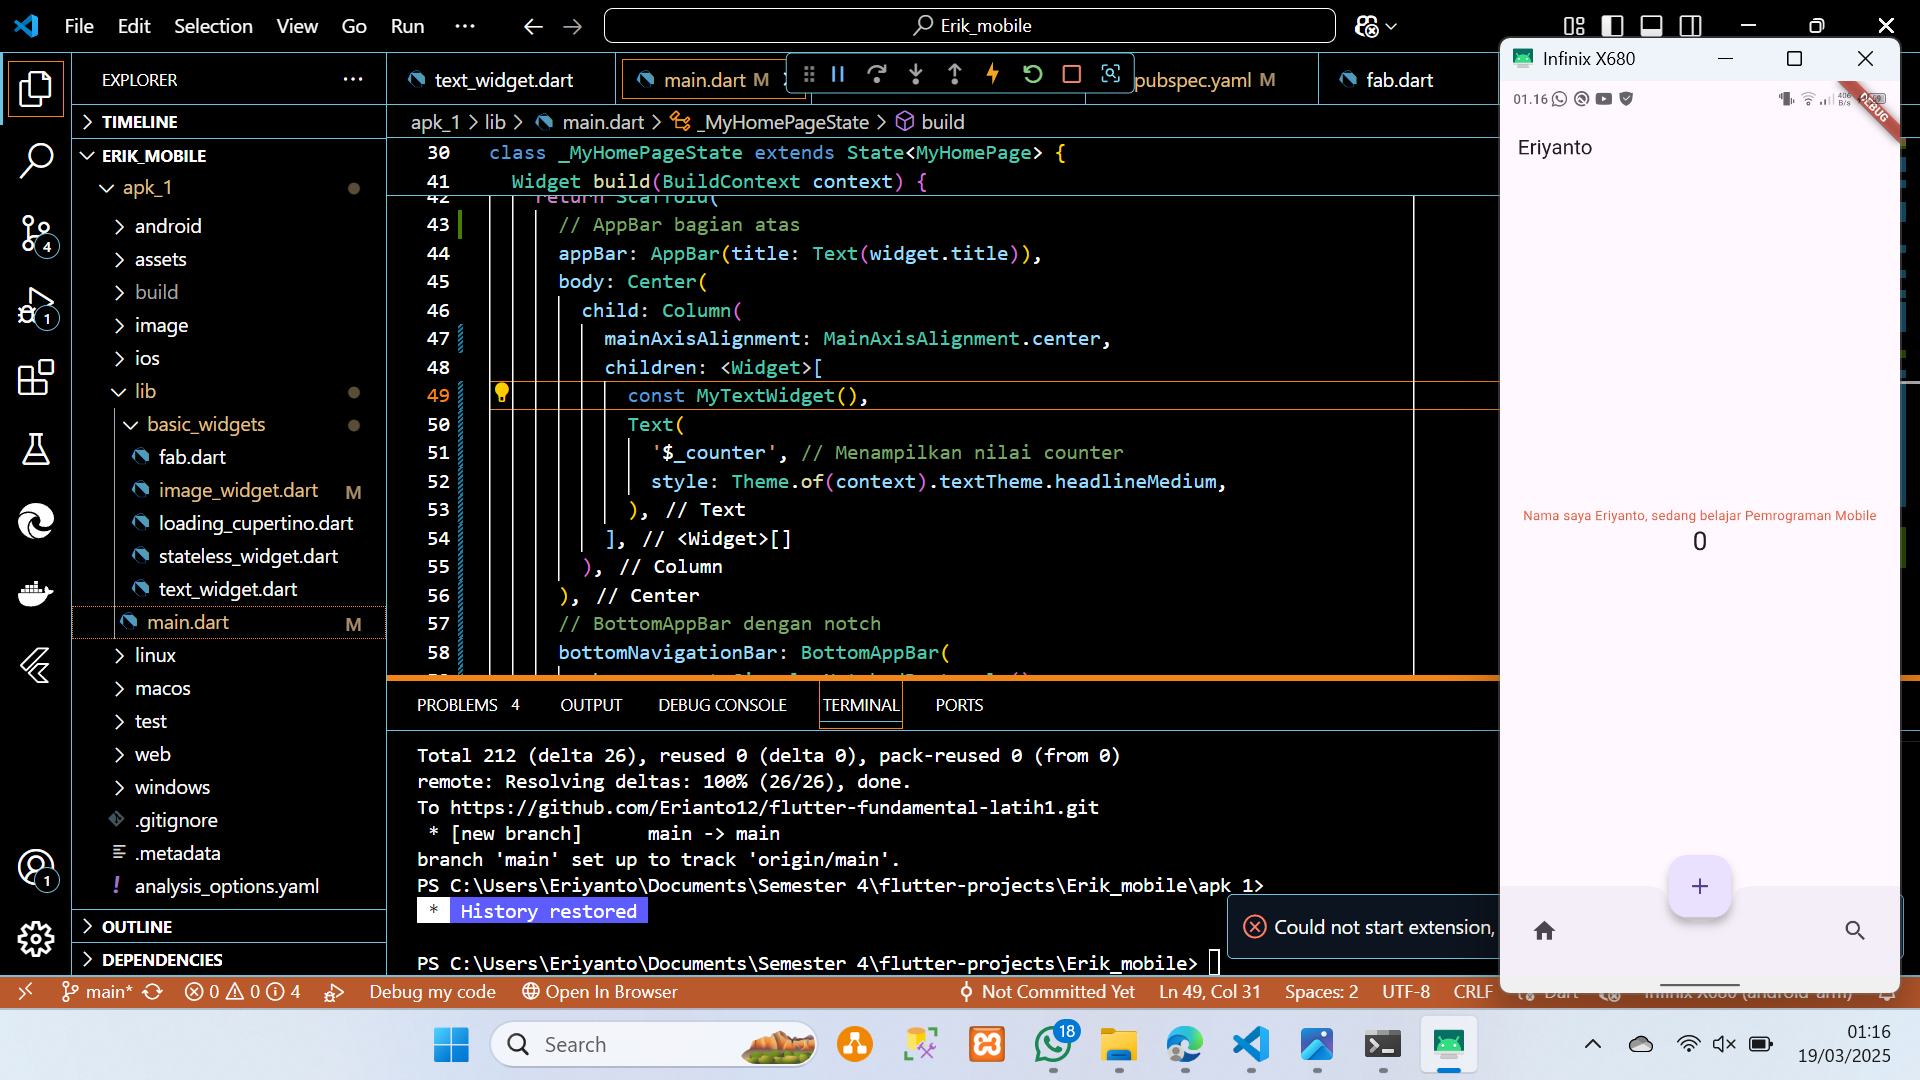 File Edit Selection View Go Run ··· Erik_mobile
Infinix X680
EXPLORER ···
text_widget.dart
main.dart M
pubspec.yaml M
fab.dart
TIMELINE
ERIK_MOBILE
apk_1
android
assets
build
image
ios
lib
basic_widgets
fab.dart
image_widget.dart M
loading_cupertino.dart
stateless_widget.dart
text_widget.dart
main.dart M
linux
macos
test
web
windows
.gitignore
.metadata
analysis_options.yaml
OUTLINE
DEPENDENCIES
4
1
1
apk_1 > lib > main.dart > _MyHomePageState > build
30 class _MyHomePageState extends State<MyHomePage> {
41 Widget build(BuildContext context) {
42 return Scaffold(
43 // AppBar bagian atas
44 appBar: AppBar(title: Text(widget.title)),
45 body: Center(
46 child: Column(
47 mainAxisAlignment: MainAxisAlignment.center,
48 children: <Widget>[
49 const MyTextWidget(),
50 Text(
51 '$_counter', // Menampilkan nilai counter
52 style: Theme.of(context).textTheme.headlineMedium,
53 ), // Text
54 ], // <Widget>[]
55 ), // Column
56 ), // Center
57 // BottomAppBar dengan notch
58 bottomNavigationBar: BottomAppBar(
PROBLEMS 4 OUTPUT DEBUG CONSOLE TERMINAL PORTS
Total 212 (delta 26), reused 0 (delta 0), pack-reused 0 (from 0)
remote: Resolving deltas: 100% (26/26), done.
To https://github.com/Erianto12/flutter-fundamental-latih1.git
* [new branch] main -> main
branch 'main' set up to track 'origin/main'.
PS C:\Users\Eriyanto\Documents\Semester 4\flutter-projects\Erik_mobile\apk_1>
* History restored
PS C:\Users\Eriyanto\Documents\Semester 4\flutter-projects\Erik_mobile>
Could not start extension,
01.16
DEBUG
Eriyanto
Nama saya Eriyanto, sedang belajar Pemrograman Mobile
0
+
main* 0 0 4 Debug my code Open In Browser Not Committed Yet Ln 49, Col 31 Spaces: 2 UTF-8 CRLF
Search
18
01:16
19/03/2025